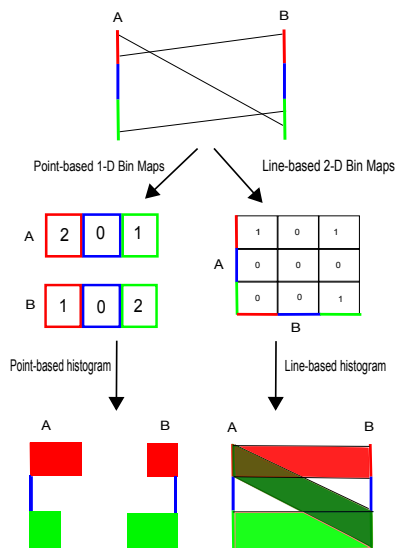 A B
Point-based 1-D Bin Maps Line-based 2-D Bin Maps
A 2 0 1
B 1 0 2
1 0 1
A 0 0 0
0 0 1
B
Point-based histogram Line-based histogram
A B A B